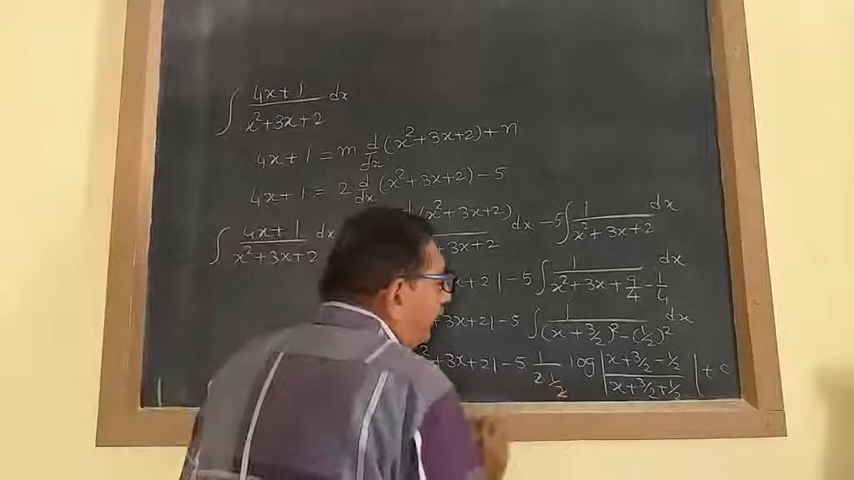 ∫ (4x+1)/(x²+3x+2) dx
4x+1 = m d/dx (x²+3x+2) + n
4x+1 = 2 d/dx (x²+3x+2) - 5
∫ (4x+1)/(x²+3x+2) dx (x²+3x+2)/+3x+2 dx - 5∫ 1/(x²+3x+2) dx
x+2| - 5 ∫ 1/(x²+3x+9/4 - 1/4) dx
+3x+2| - 5 ∫ 1/((x+3/2)² - (1/2)²) dx
²+3x+2| - 5 1/(2 1/2) log |(x+3/2-1/2)/(x+3/2+1/2)| + c